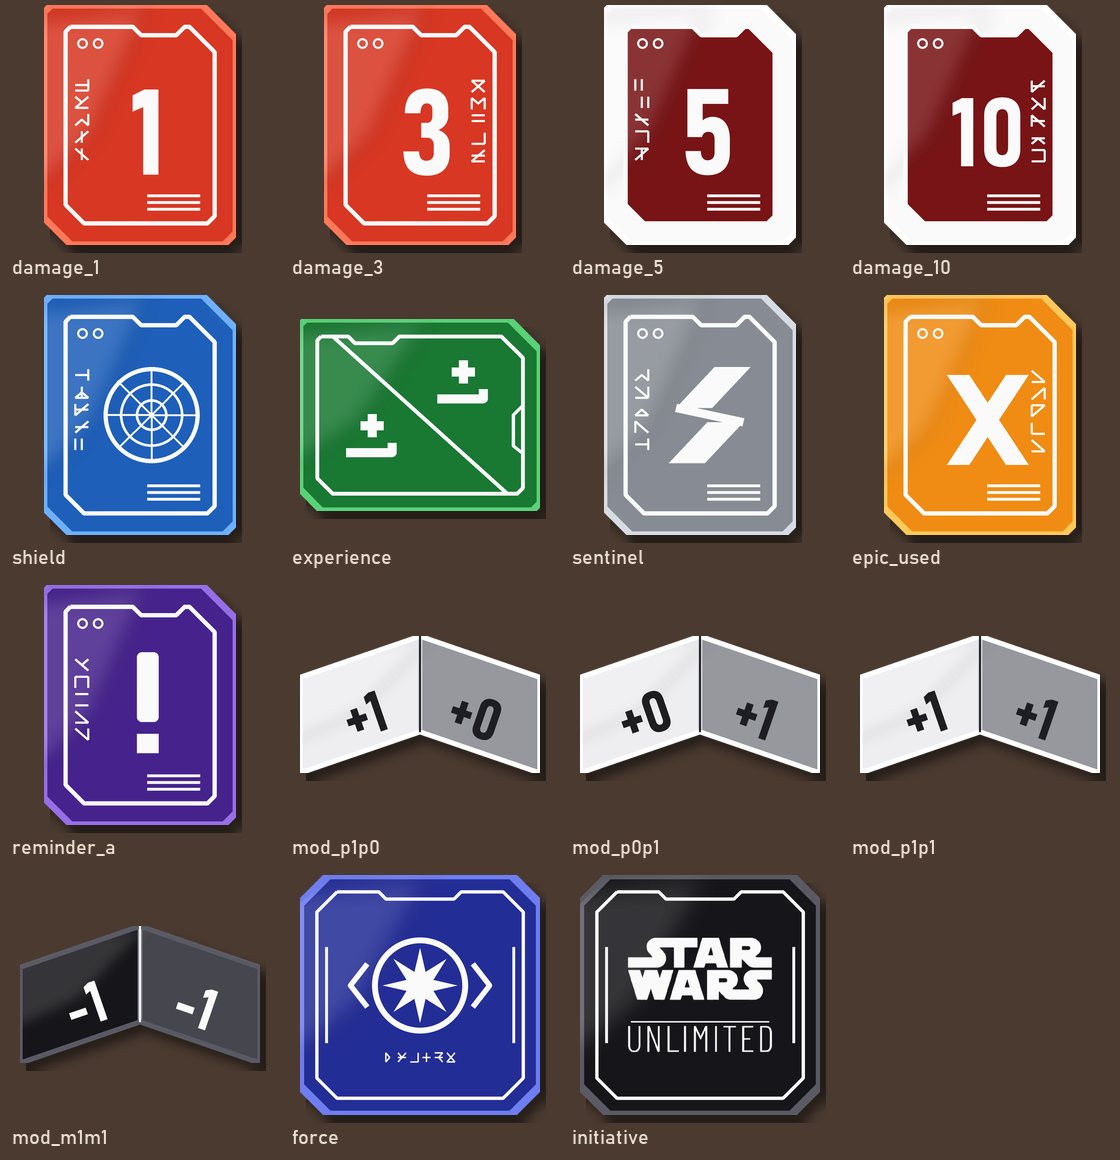 1
3
5
10
damage_1
damage_3
damage_5
damage_10
X
shield
experience
sentinel
epic_used
!
+1
+0
+0
+1
+1
+1
reminder_a
mod_p1p0
mod_p0p1
mod_p1p1
-1
-1
STAR
WARS
UNLIMITED
mod_m1m1
force
initiative